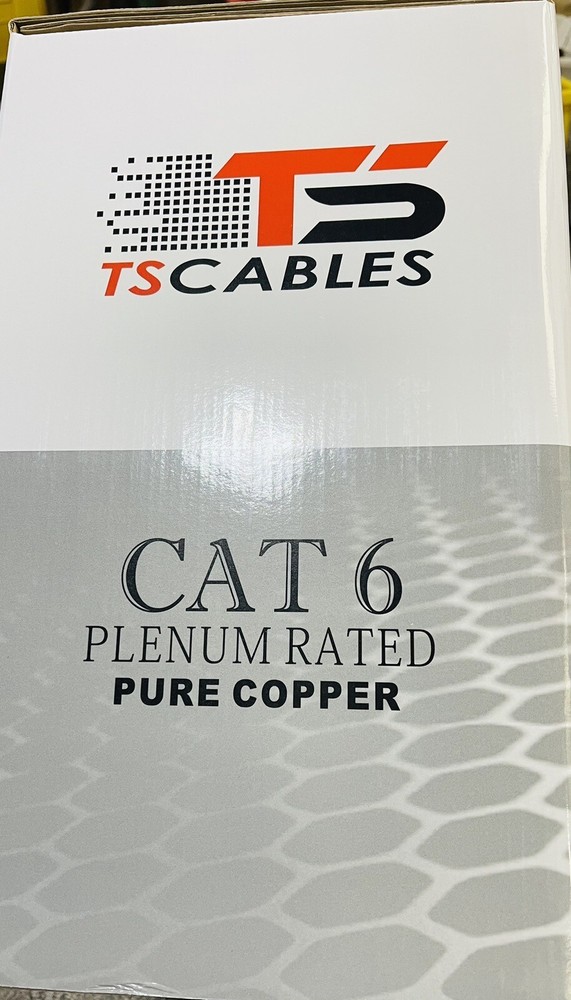 TS
TSCABLES
CAT 6
PLENUM RATED
PURE COPPER